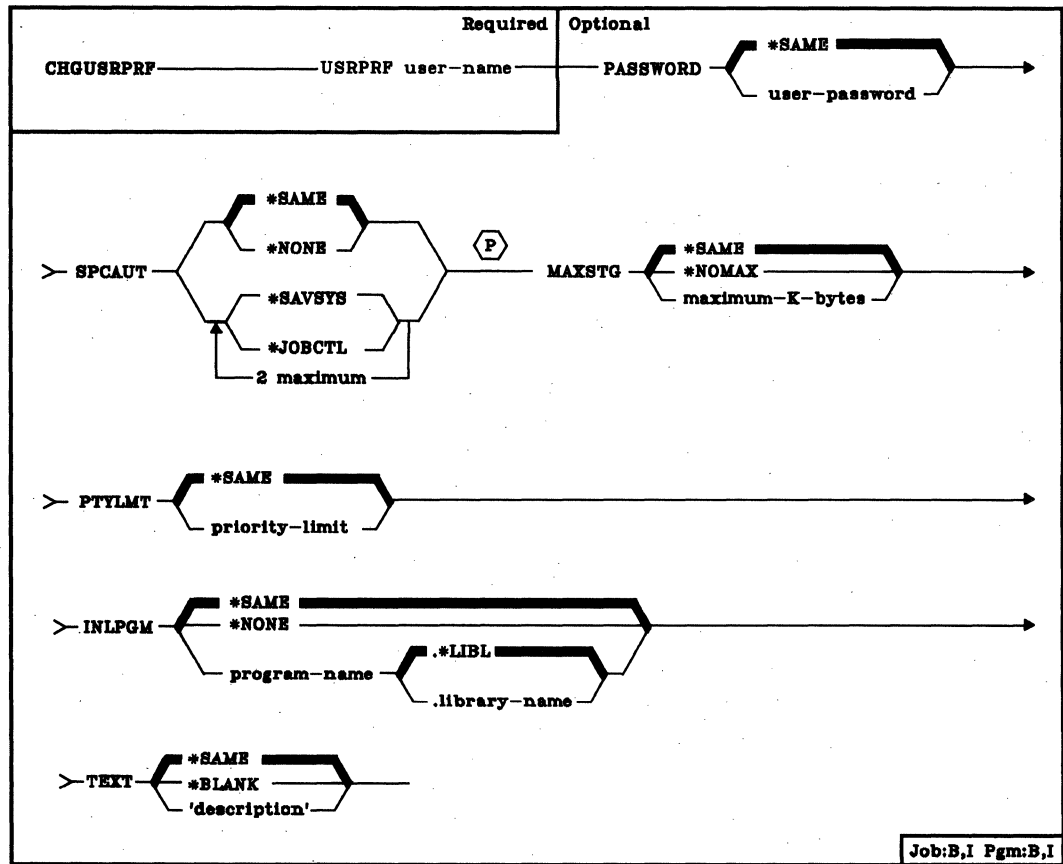 Required Optional
*SAME
CHGUSRPRF USRPRF user-name PASSWORD
user-password
*SAME
*NONE
P
SPCAUT MAXSTG
*SAME
*NOMAX
maximum-K-bytes
*SAVSYS
*JOBCTL
2 maximum
*SAME
PTYLMT
priority-limit
*SAME
INLPGM *NONE
.*LIBL
program-name
.library-name
*SAME
TEXT *BLANK
'description'
Job:B,I Pgm:B,I